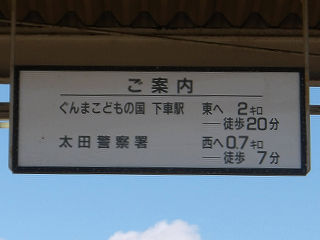 ご案内
ぐんまこどもの国 下車駅 東へ 2キロ
――徒歩20分
太田警察署 西へ0.7キロ
――徒歩 7分